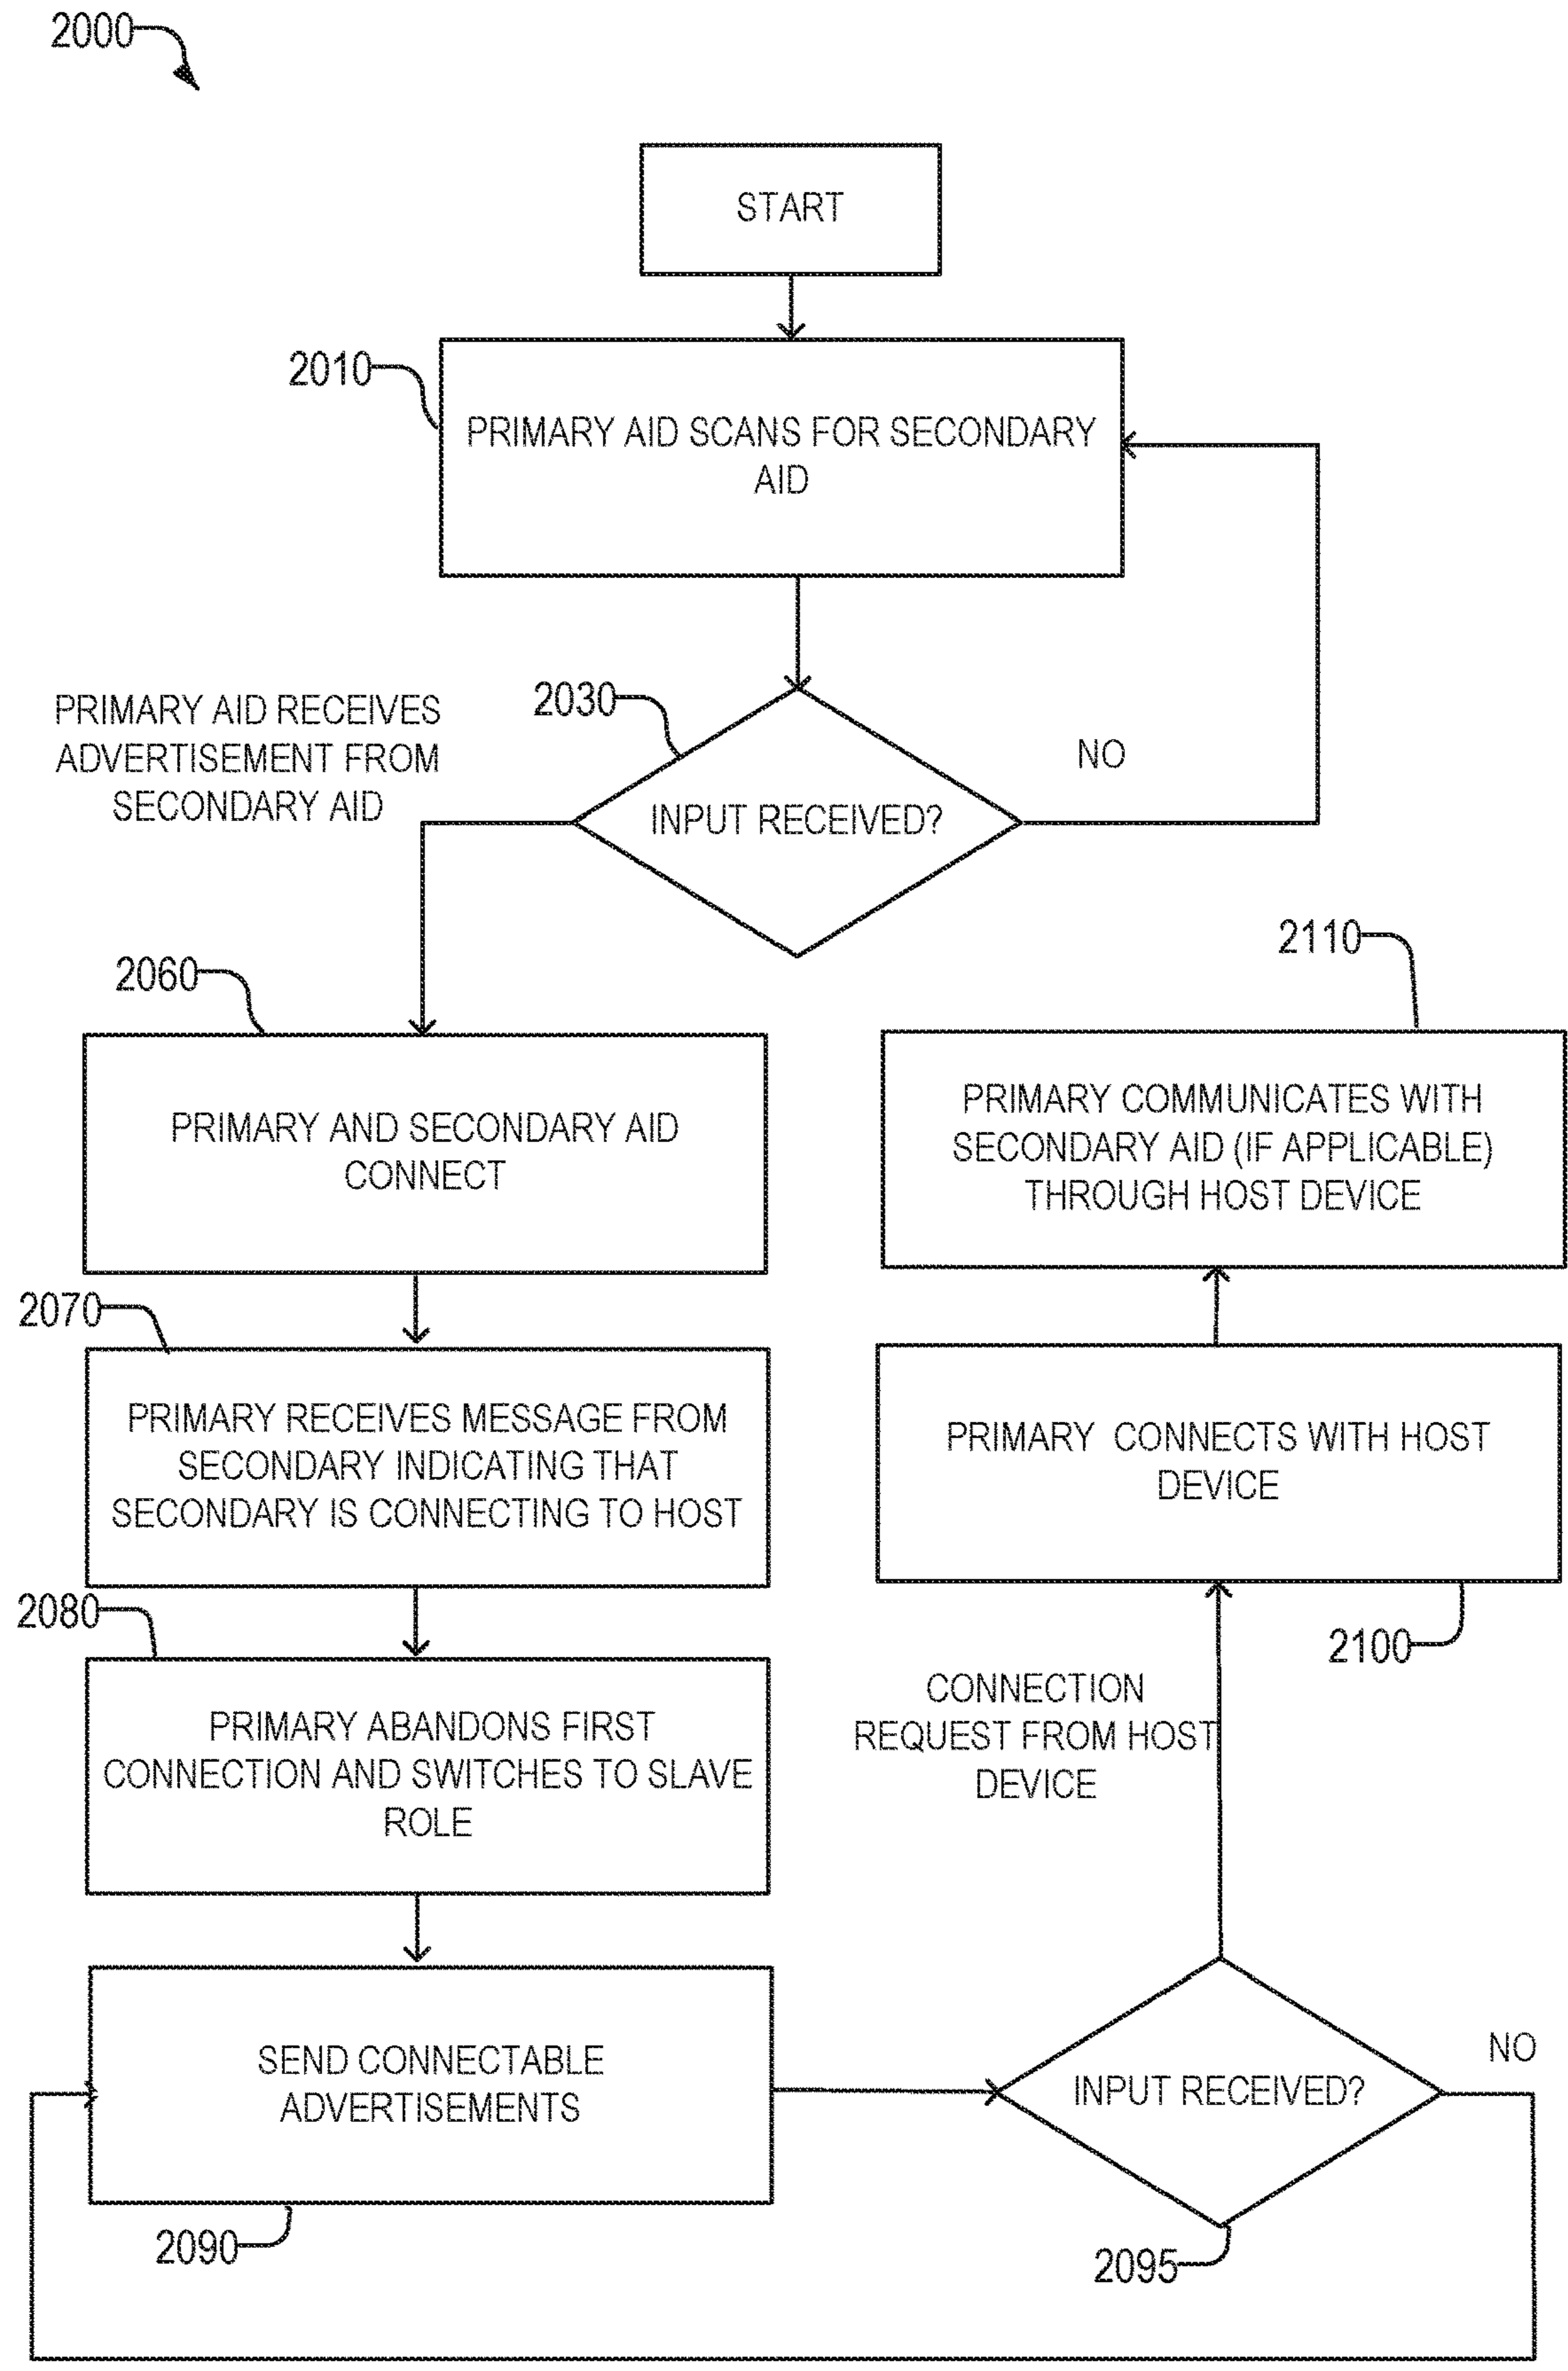 2000
START
2010
PRIMARY AID SCANS FOR SECONDARY
AID
PRIMARY AID RECEIVES
ADVERTISEMENT FROM
SECONDARY AID
2030
INPUT RECEIVED?
NO
2060
PRIMARY AND SECONDARY AID
CONNECT
2070
PRIMARY RECEIVES MESSAGE FROM
SECONDARY INDICATING THAT
SECONDARY IS CONNECTING TO HOST
2080
PRIMARY ABANDONS FIRST
CONNECTION AND SWITCHES TO SLAVE
ROLE
SEND CONNECTABLE
ADVERTISEMENTS
2090
INPUT RECEIVED?
NO
2095
CONNECTION
REQUEST FROM HOST
DEVICE
2100
PRIMARY  CONNECTS WITH HOST
DEVICE
2110
PRIMARY COMMUNICATES WITH
SECONDARY AID (IF APPLICABLE)
THROUGH HOST DEVICE